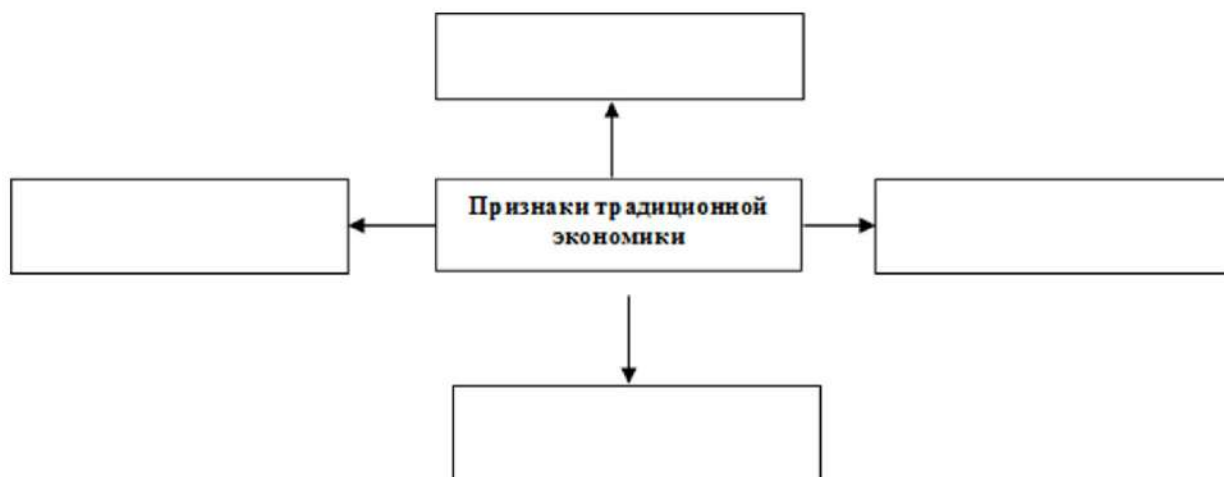 Признаки традиционной
экономики